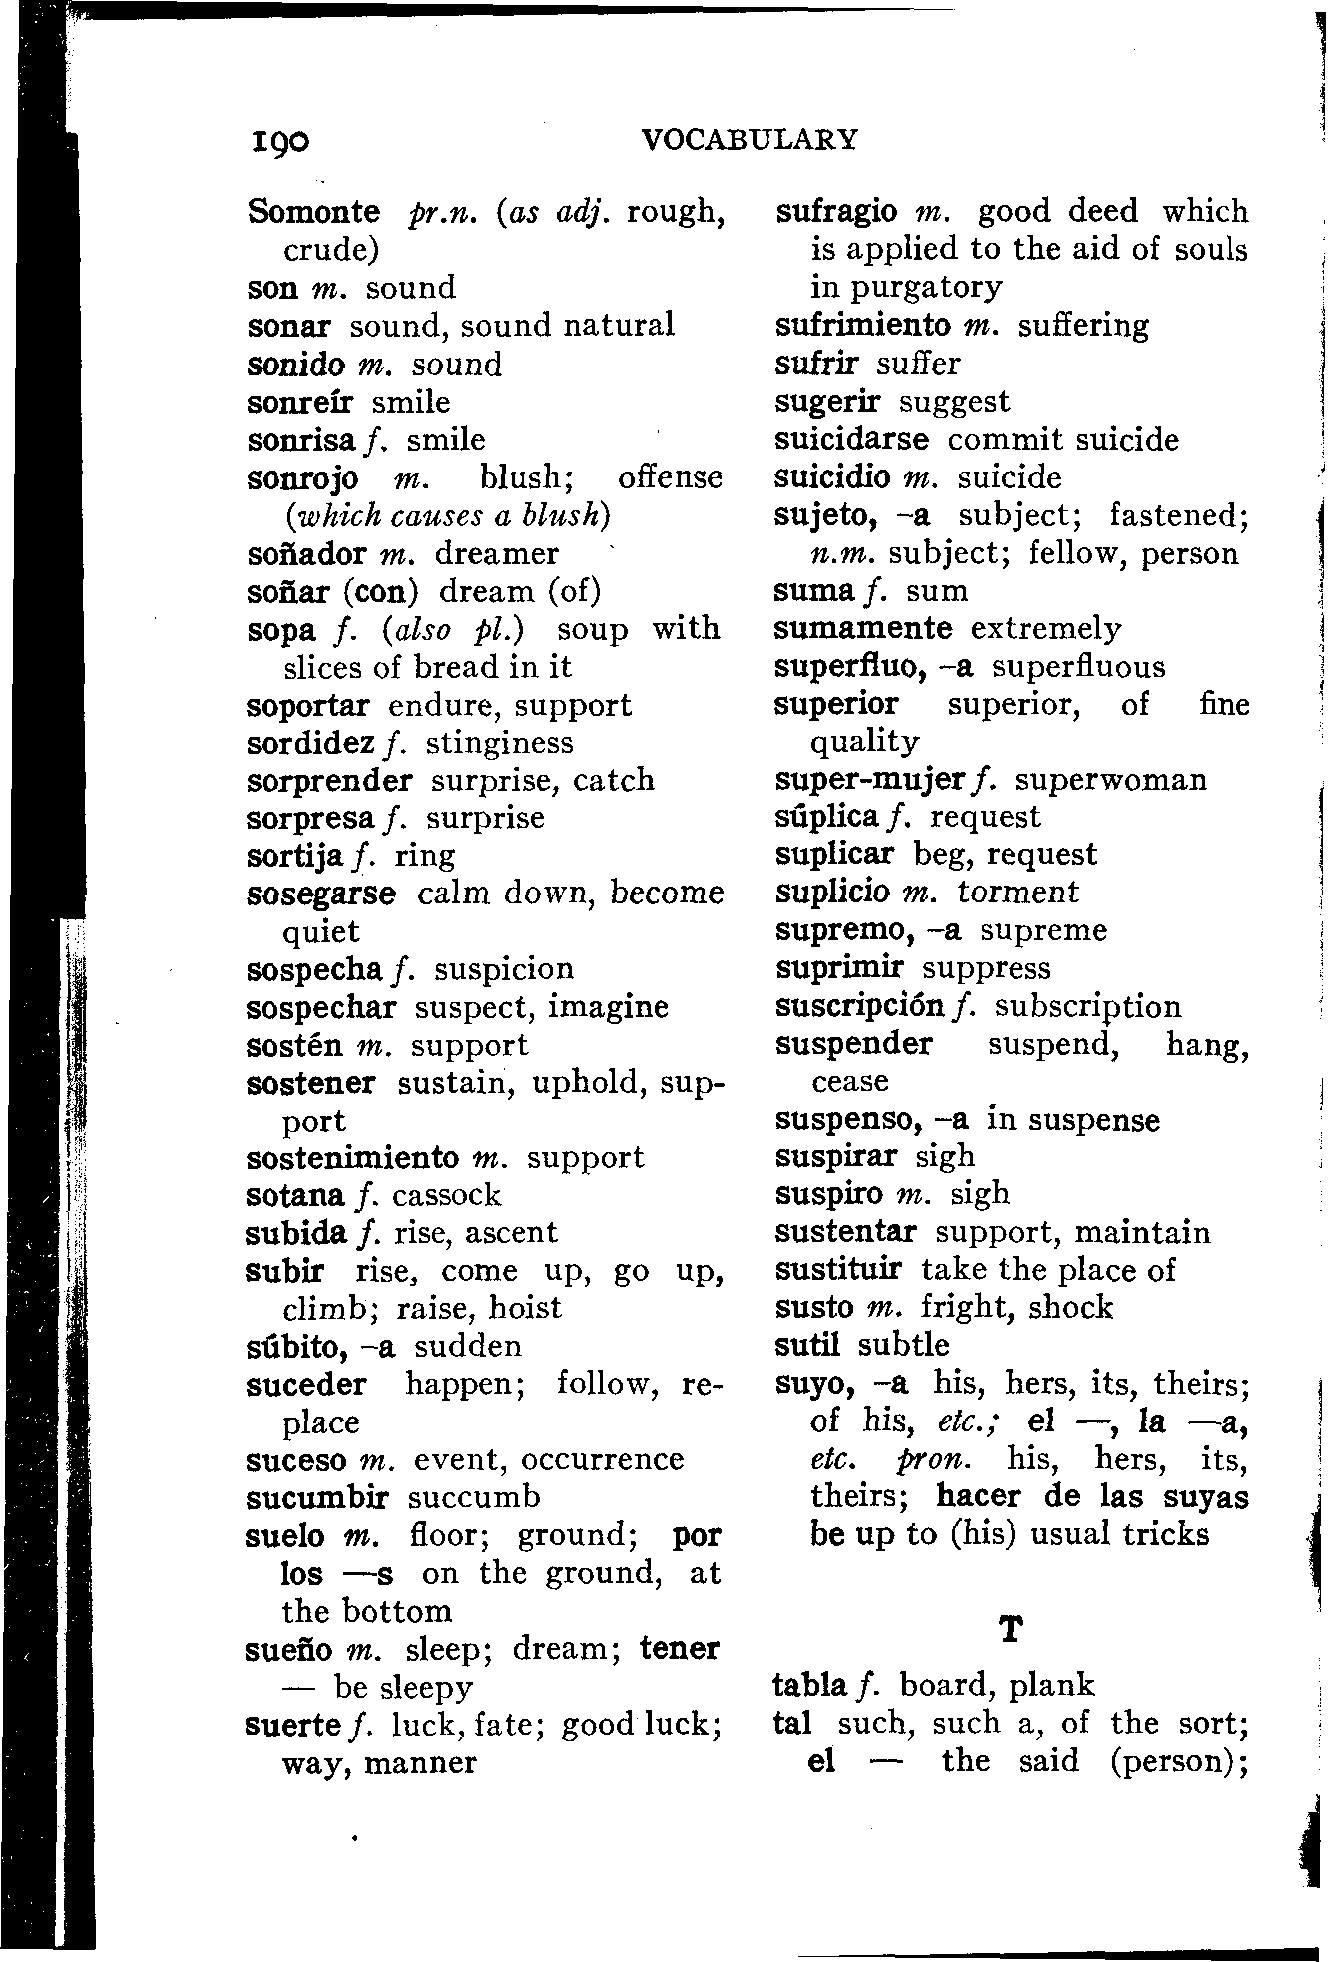 190
VOCABULARY
Somonte pr.n. (as adj. rough,
crude)
son m. sound
sonar sound, sound natural
sonido m. sound
sonreír smile
sonrisa f. smile
sonrojo m. blush; offense
(which causes a blush)
soñador m. dreamer
soñar (con) dream (of)
sopa f. (also pl.) soup with
slices of bread in it
soportar endure, support
sordidez f. stinginess
sorprender surprise, catch
sorpresa f. surprise
sortija f. ring
sosegarse calm down, become
quiet
sospecha f. suspicion
sospechar suspect, imagine
sostén m. support
sostener sustain, uphold, sup-
port
sostenimiento m. support
sotana f. cassock
subida f. rise, ascent
subir rise, come up, go up,
climb; raise, hoist
súbito, –a sudden
suceder happen; follow, re-
place
suceso m. event, occurrence
sucumbir succumb
suelo m. floor; ground; por
los —s on the ground, at
the bottom
sueño m. sleep; dream; tener
— be sleepy
suerte f. luck, fate; good luck;
way, manner
sufragio m. good deed which
is applied to the aid of souls
in purgatory
sufrimiento m. suffering
sufrir suffer
sugerir suggest
suicidarse commit suicide
suicidio m. suicide
sujeto, –a subject; fastened;
n.m. subject; fellow, person
suma f. sum
sumamente extremely
superfluo, –a superfluous
superior superior, of fine
quality
super-mujer f. superwoman
súplica f. request
suplicar beg, request
suplicio m. torment
supremo, –a supreme
suprimir suppress
suscripción f. subscription
suspender suspend, hang,
cease
suspenso, –a in suspense
suspirar sigh
suspiro m. sigh
sustentar support, maintain
sustituir take the place of
susto m. fright, shock
sutil subtle
suyo, –a his, hers, its, theirs;
of his, etc.; el —, la —a,
etc. pron. his, hers, its,
theirs; hacer de las suyas
be up to (his) usual tricks
T
tabla f. board, plank
tal such, such a, of the sort;
el — the said (person);